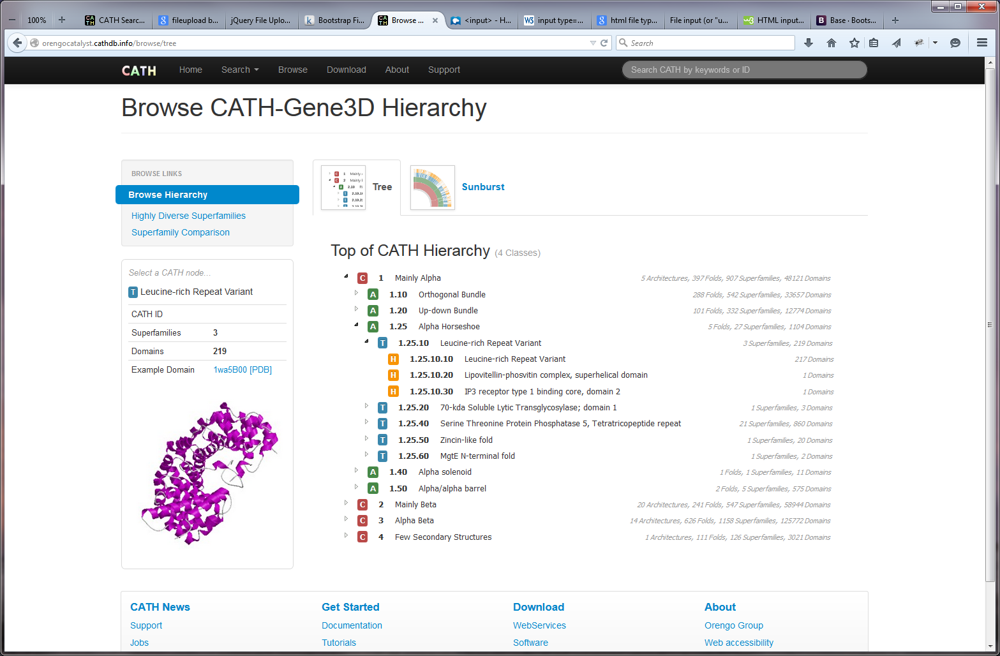 100%
CATH Searc...
fileupload b...
jQuery File Uplo...
Bootstrap Fi...
Browse ...
<input> - H...
input type=...
html file typ...
File input (or "u...
HTML input...
Base · Boots...
orengocatalyst.cathdb.info/browse/tree
Search
CATH Home Search Browse Download About Support
Search CATH by keywords or ID
Browse CATH-Gene3D Hierarchy
BROWSE LINKS
Browse Hierarchy
Highly Diverse Superfamilies
Superfamily Comparison
Select a CATH node...
T Leucine-rich Repeat Variant
CATH ID
Superfamilies 3
Domains 219
Example Domain 1wa5B00 [PDB]
Tree
Sunburst
Top of CATH Hierarchy (4 Classes)
C 1 Mainly Alpha 5 Architectures, 397 Folds, 907 Superfamilies, 48121 Domains
A 1.10 Orthogonal Bundle 288 Folds, 542 Superfamilies, 33657 Domains
A 1.20 Up-down Bundle 101 Folds, 332 Superfamilies, 12774 Domains
A 1.25 Alpha Horseshoe 5 Folds, 27 Superfamilies, 1104 Domains
T 1.25.10 Leucine-rich Repeat Variant 3 Superfamilies, 219 Domains
H 1.25.10.10 Leucine-rich Repeat Variant 217 Domains
H 1.25.10.20 Lipovitellin-phosvitin complex, superhelical domain 1 Domains
H 1.25.10.30 IP3 receptor type 1 binding core, domain 2 1 Domains
T 1.25.20 70-kda Soluble Lytic Transglycosylase; domain 1 1 Superfamilies, 3 Domains
T 1.25.40 Serine Threonine Protein Phosphatase 5, Tetratricopeptide repeat 21 Superfamilies, 860 Domains
T 1.25.50 Zincin-like fold 1 Superfamilies, 20 Domains
T 1.25.60 MgtE N-terminal fold 1 Superfamilies, 2 Domains
A 1.40 Alpha solenoid 1 Folds, 1 Superfamilies, 11 Domains
A 1.50 Alpha/alpha barrel 2 Folds, 5 Superfamilies, 575 Domains
C 2 Mainly Beta 20 Architectures, 241 Folds, 547 Superfamilies, 58944 Domains
C 3 Alpha Beta 14 Architectures, 626 Folds, 1158 Superfamilies, 125772 Domains
C 4 Few Secondary Structures 1 Architectures, 111 Folds, 126 Superfamilies, 3021 Domains
CATH News
Support
Jobs
Get Started
Documentation
Tutorials
Download
WebServices
Software
About
Orengo Group
Web accessibility